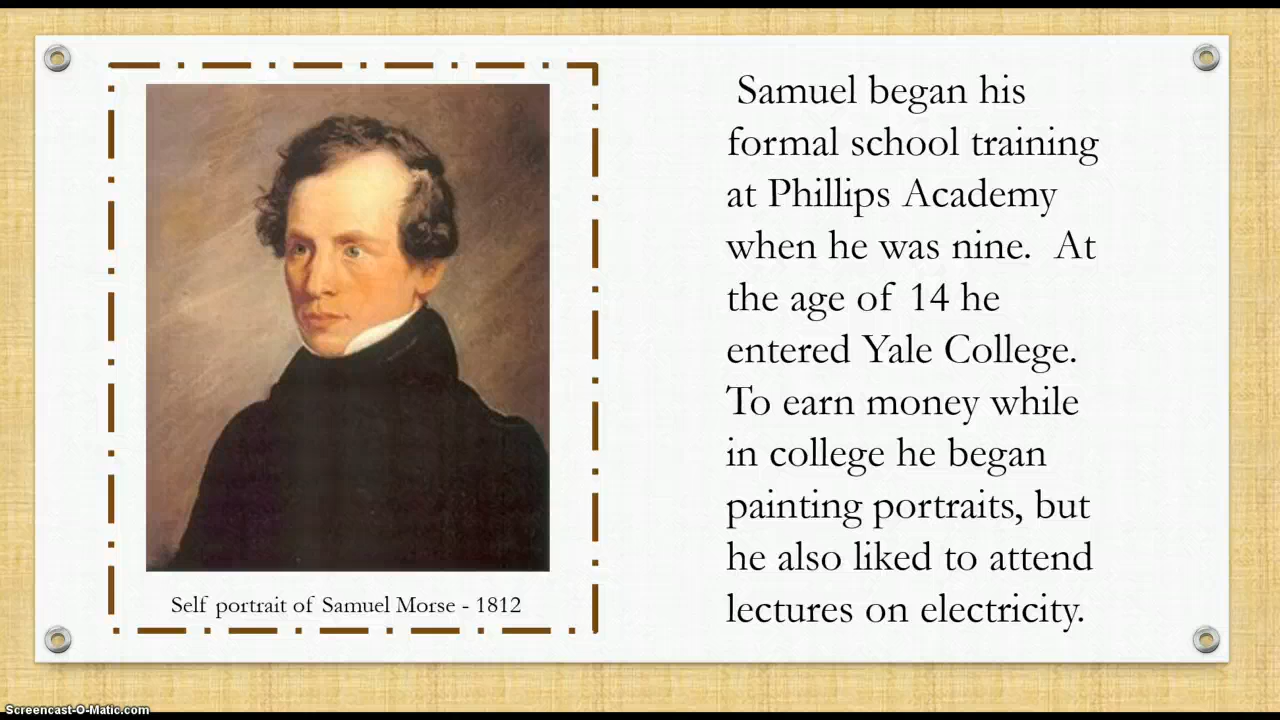 Samuel began his
formal school training
at Phillips Academy
when he was nine.  At
the age of 14 he
entered Yale College.
To earn money while
in college he began
painting portraits, but
he also liked to attend
lectures on electricity.
Self portrait of Samuel Morse - 1812
Screencast-O-Matic.com